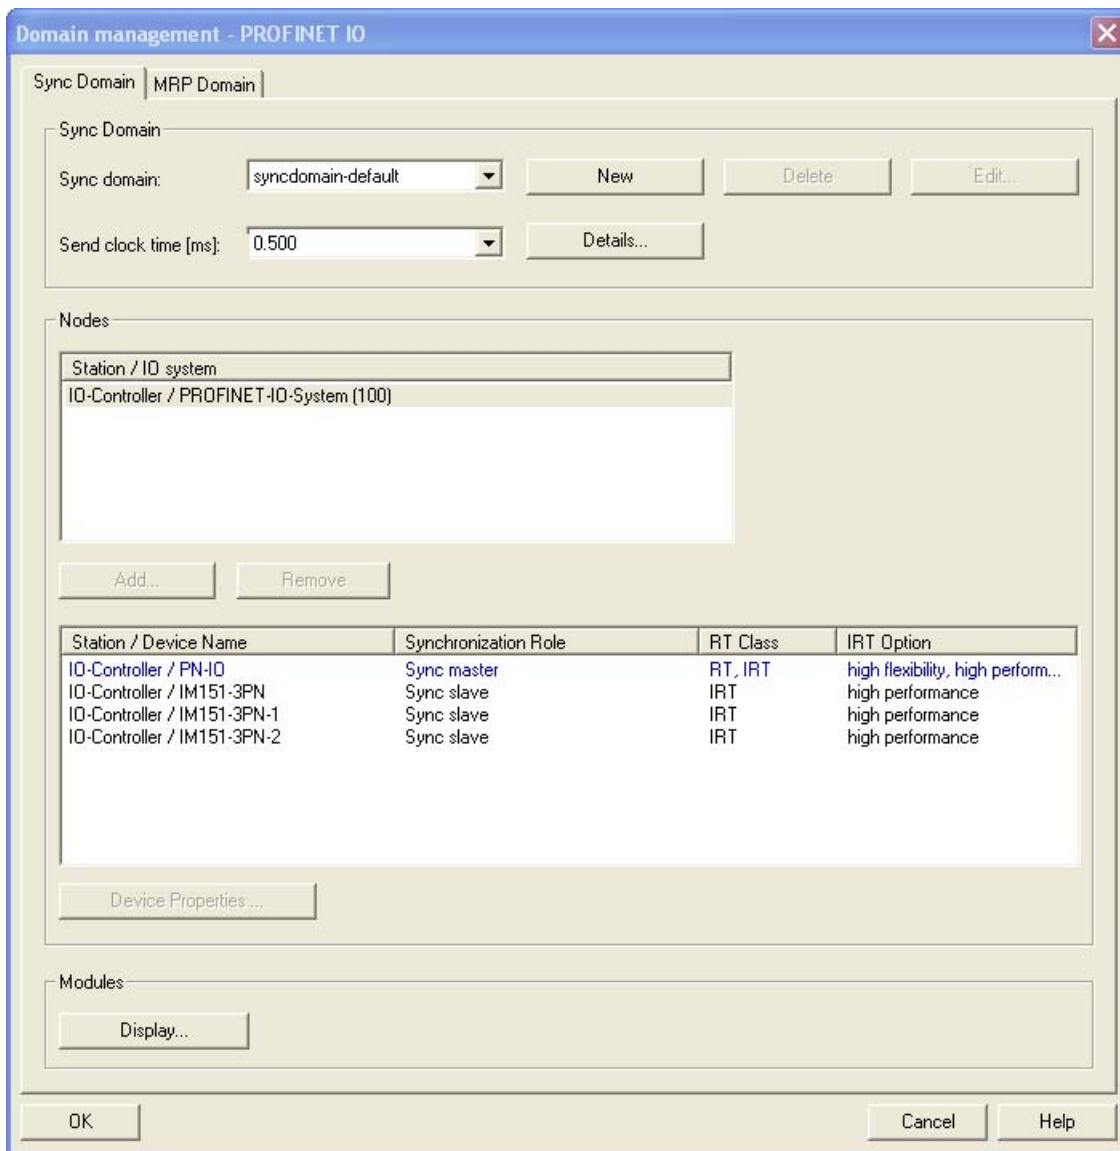 Domain management - PROFINET IO
Sync Domain MRP Domain
Sync Domain
Sync domain: syncdomain-default New Delete Edit...
Send clock time [ms]: 0.500 Details...
Nodes
Station / IO system
IO-Controller / PROFINET-IO-System (100)
Add... Remove
Station / Device Name Synchronization Role RT Class IRT Option
IO-Controller / PN-IO Sync master RT, IRT high flexibility, high perform...
IO-Controller / IM151-3PN Sync slave IRT high performance
IO-Controller / IM151-3PN-1 Sync slave IRT high performance
IO-Controller / IM151-3PN-2 Sync slave IRT high performance
Device Properties ...
Modules
Display...
OK Cancel Help